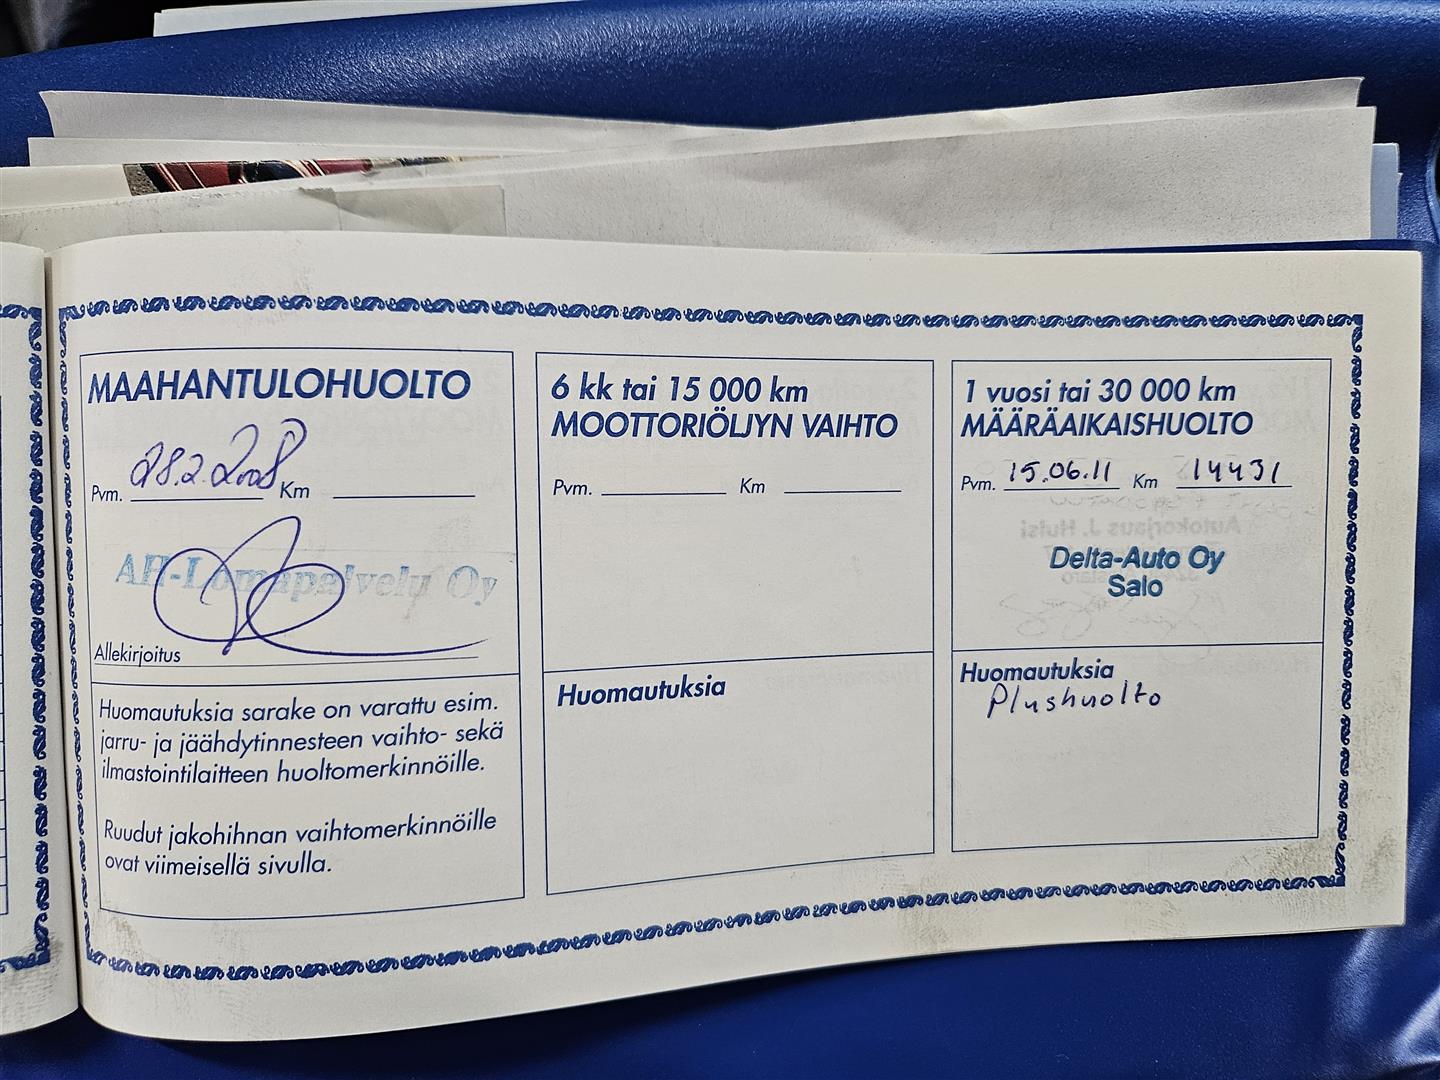 MAAHANTULOHUOLTO
Pvm. 28.2.2008 Km
AH-Lomapalvelu Oy
Allekirjoitus
Huomautuksia sarake on varattu esim.
jarru- ja jäähdytinnesteen vaihto- sekä
ilmastointilaitteen huoltomerkinnöille.
Ruudut jakohihnan vaihtomerkinnöille
ovat viimeisellä sivulla.
6 kk tai 15 000 km
MOOTTORIÖLJYN VAIHTO
Pvm. Km
Huomautuksia
1 vuosi tai 30 000 km
MÄÄRÄAIKAISHUOLTO
Pvm. 15.06.11 Km 14431
Autokorjaus J. Hulsi
Delta-Auto Oy
Salo
Huomautuksia
Plushuolto